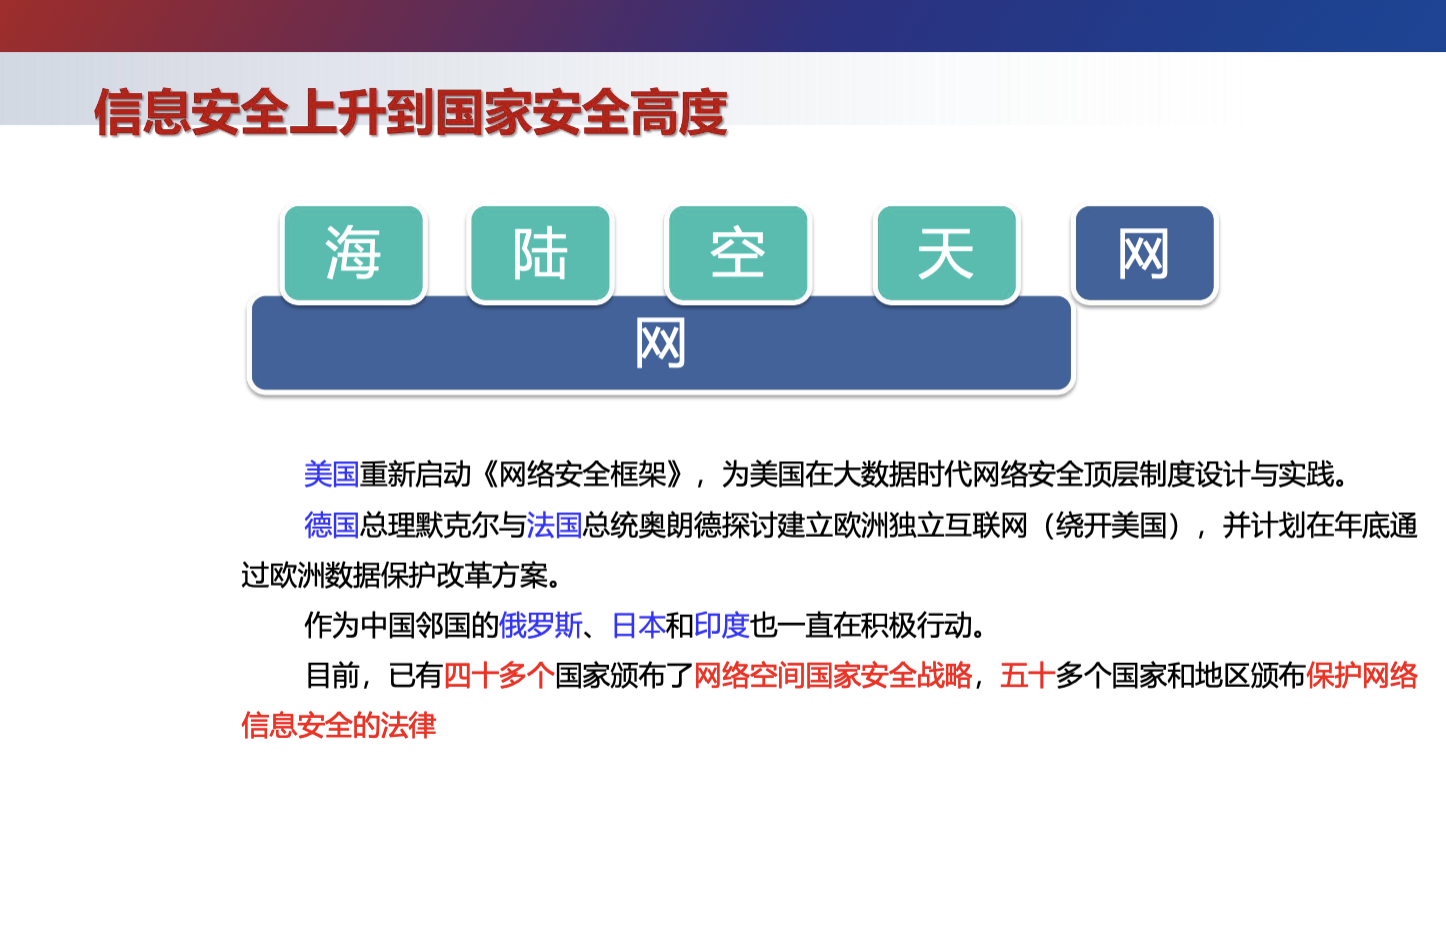 信息安全上升到国家安全高度
海 陆 空 天 网
网
美国重新启动《网络安全框架》，为美国在大数据时代网络安全顶层制度设计与实践。
德国总理默克尔与法国总统奥朗德探讨建立欧洲独立互联网（绕开美国），并计划在年底通
过欧洲数据保护改革方案。
作为中国邻国的俄罗斯、日本和印度也一直在积极行动。
目前，已有四十多个国家颁布了网络空间国家安全战略，五十多个国家和地区颁布保护网络
信息安全的法律